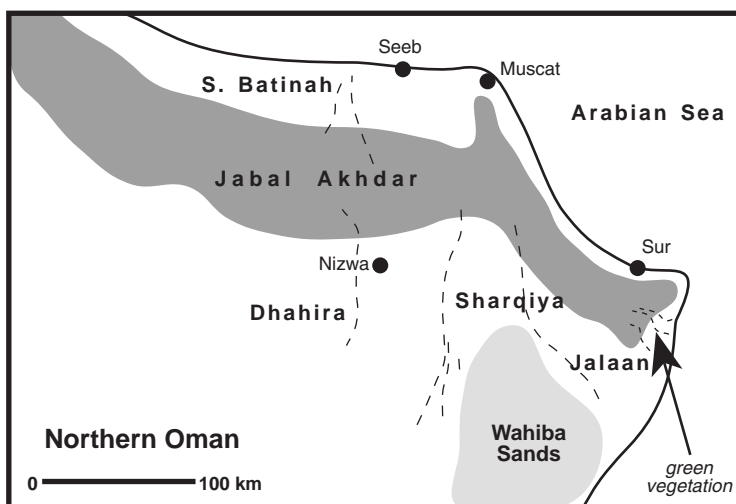 Seeb
Muscat
S. Batinah
Arabian Sea
Jabal Akhdar
Sur
Nizwa
Sharqiya
Dhahira
Jalaan
Northern Oman
Wahiba
Sands
0 100 km
green
vegetation